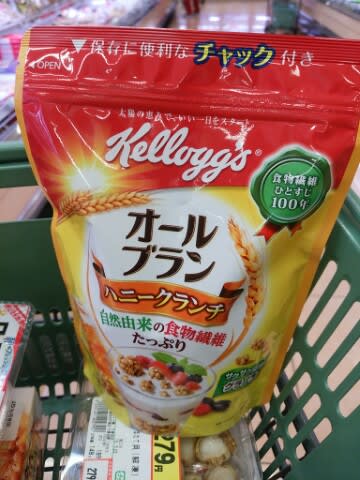 ▼保存に便利なチャック付き
◀OPEN
太陽の恵みで、いい一日をスタート
Kellogg's
食物繊維
ひとすじ
100年
オール
ブラン
ハニークランチ
自然由来の食物繊維
たっぷり
279
円
279